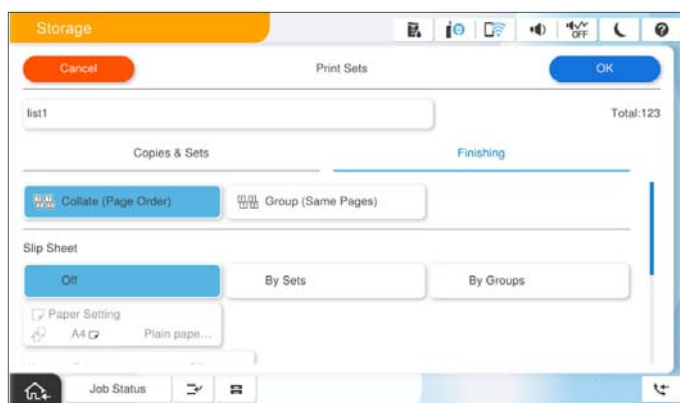 Storage
OFF
Cancel
Print Sets
OK
list1
Total:123
Copies & Sets
Finishing
Collate (Page Order)
Group (Same Pages)
Slip Sheet
Off
By Sets
By Groups
Paper Setting
A4
Plain pape...
Job Status